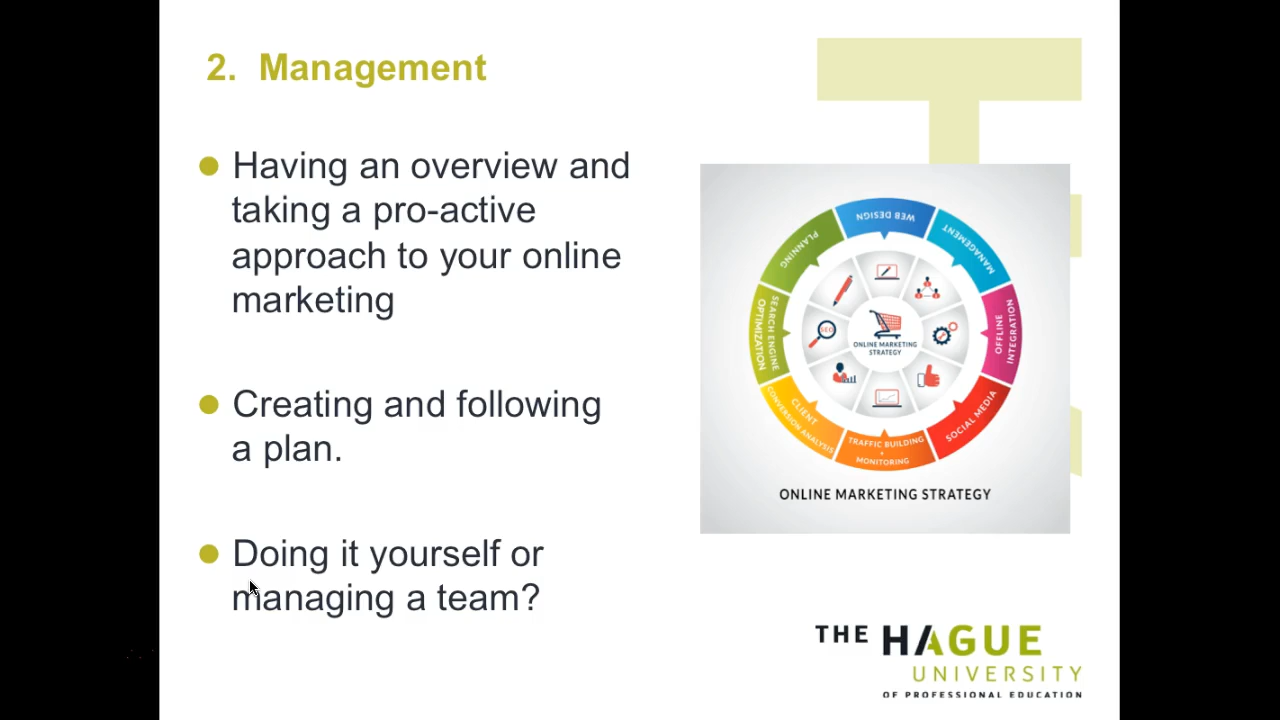 2. Management
Having an overview and
taking a pro-active
approach to your online
marketing
Creating and following
a plan.
Doing it yourself or
managing a team?
WEB DESIGN
MANAGEMENT
OFFLINE
INTEGRATION
SOCIAL MEDIA
TRAFFIC BUILDING
+
MONITORING
CLIENT
CONVERSION ANALYSIS
SEARCH ENGINE
OPTIMIZATION
PLANNING
SEO
ONLINE MARKETING
STRATEGY
ONLINE MARKETING STRATEGY
THE HAGUE
UNIVERSITY
OF PROFESSIONAL EDUCATION